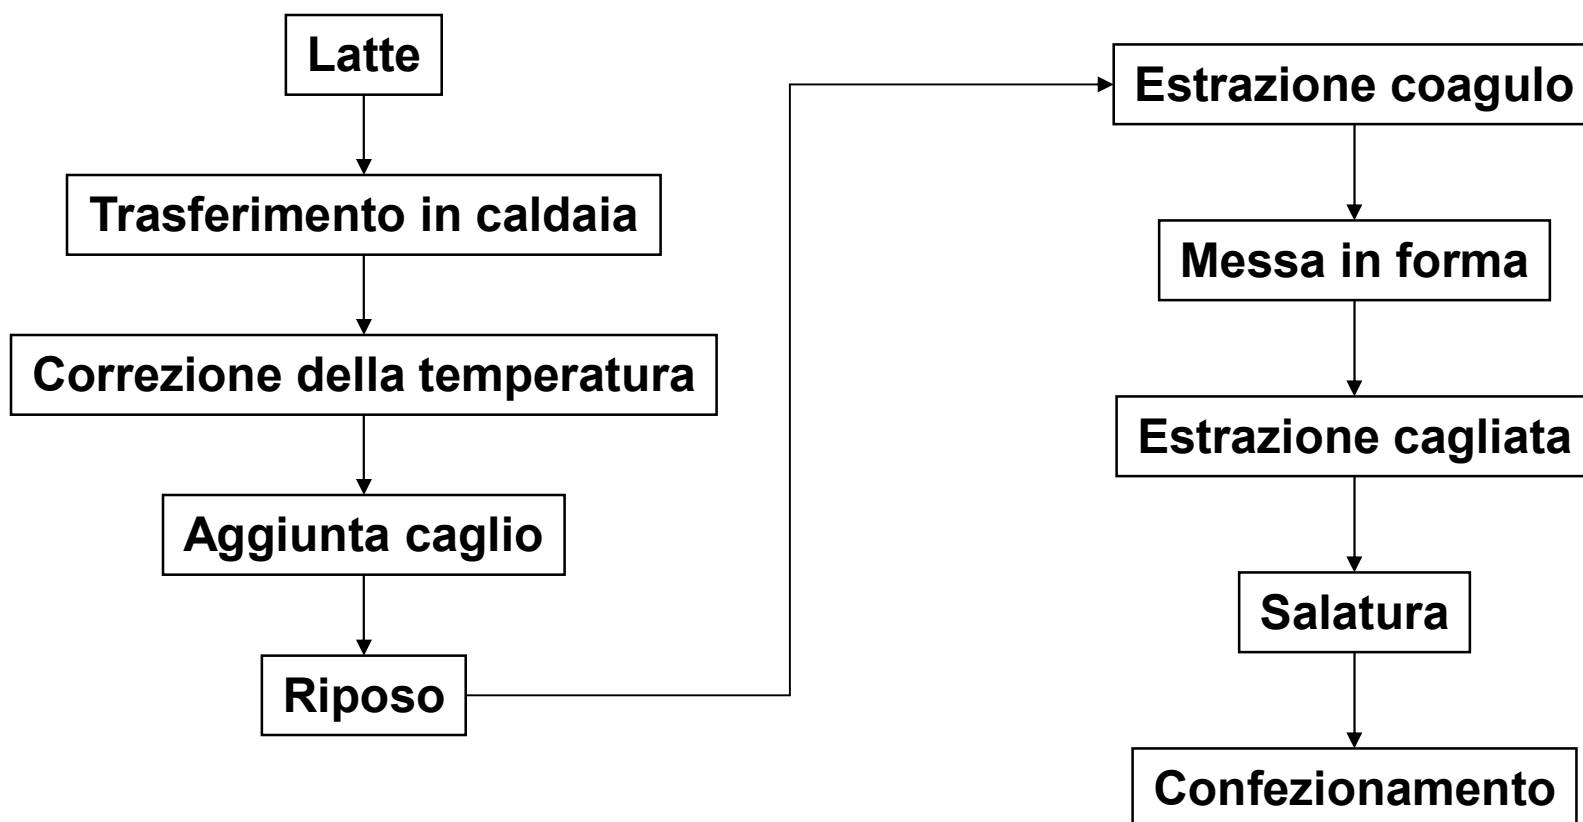 Latte
Trasferimento in caldaia
Correzione della temperatura
Aggiunta caglio
Riposo
Estrazione coagulo
Messa in forma
Estrazione cagliata
Salatura
Confezionamento